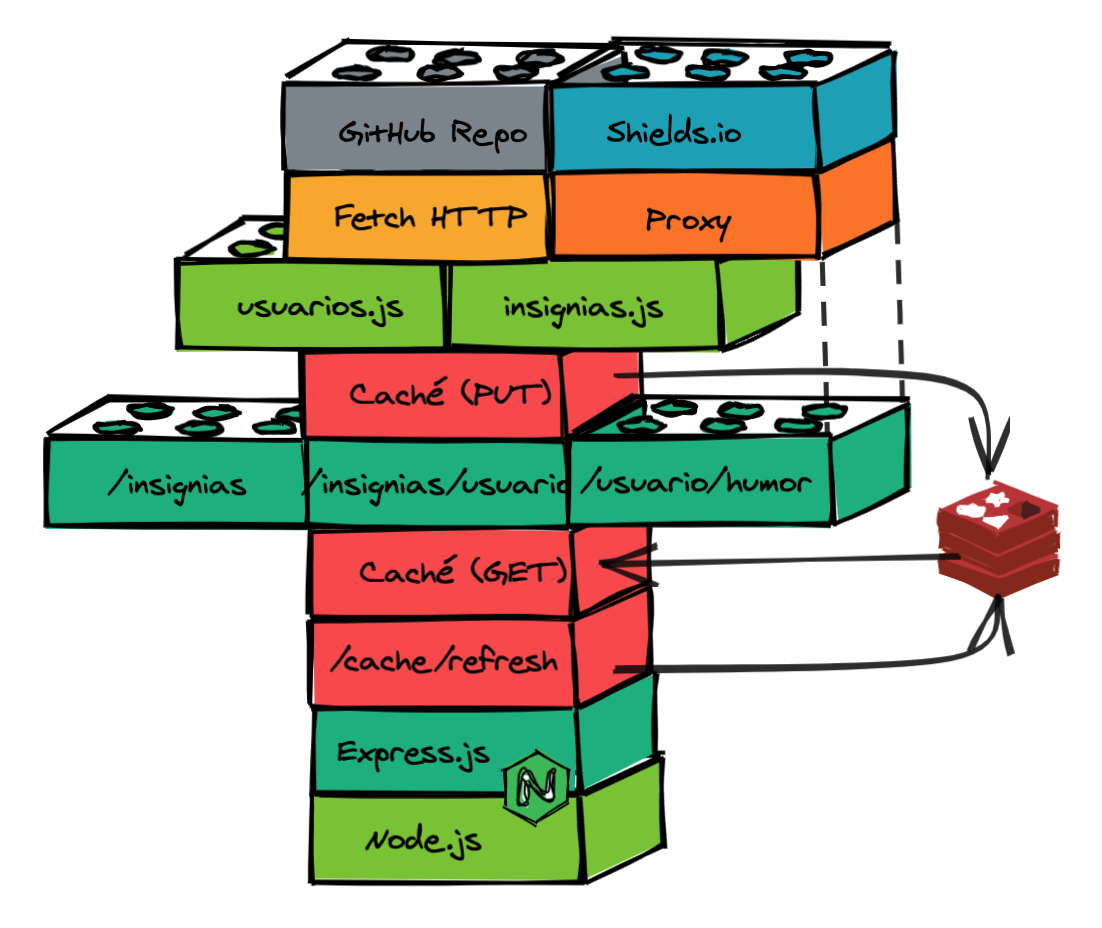 GitHub Repo
Shields.io
Fetch HTTP
Proxy
usuarios.js
insignias.js
Caché (PUT)
/insignias
/insignias/usuario
/usuario/humor
Caché (GET)
/cache/refresh
Express.js
N
Node.js